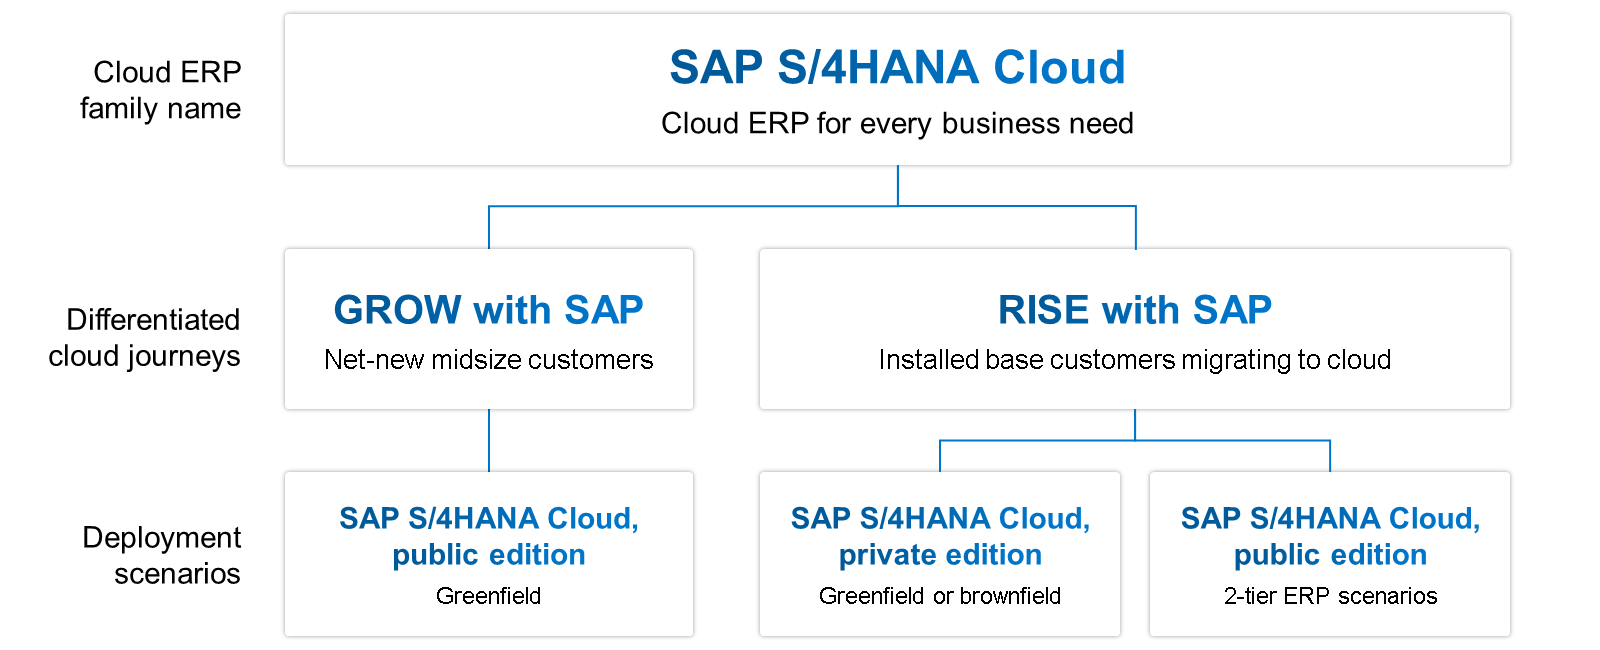 Cloud ERP
family name
SAP S/4HANA Cloud
Cloud ERP for every business need
Differentiated
cloud journeys
GROW with SAP
Net-new midsize customers
RISE with SAP
Installed base customers migrating to cloud
Deployment
scenarios
SAP S/4HANA Cloud,
public edition
Greenfield
SAP S/4HANA Cloud,
private edition
Greenfield or brownfield
SAP S/4HANA Cloud,
public edition
2-tier ERP scenarios